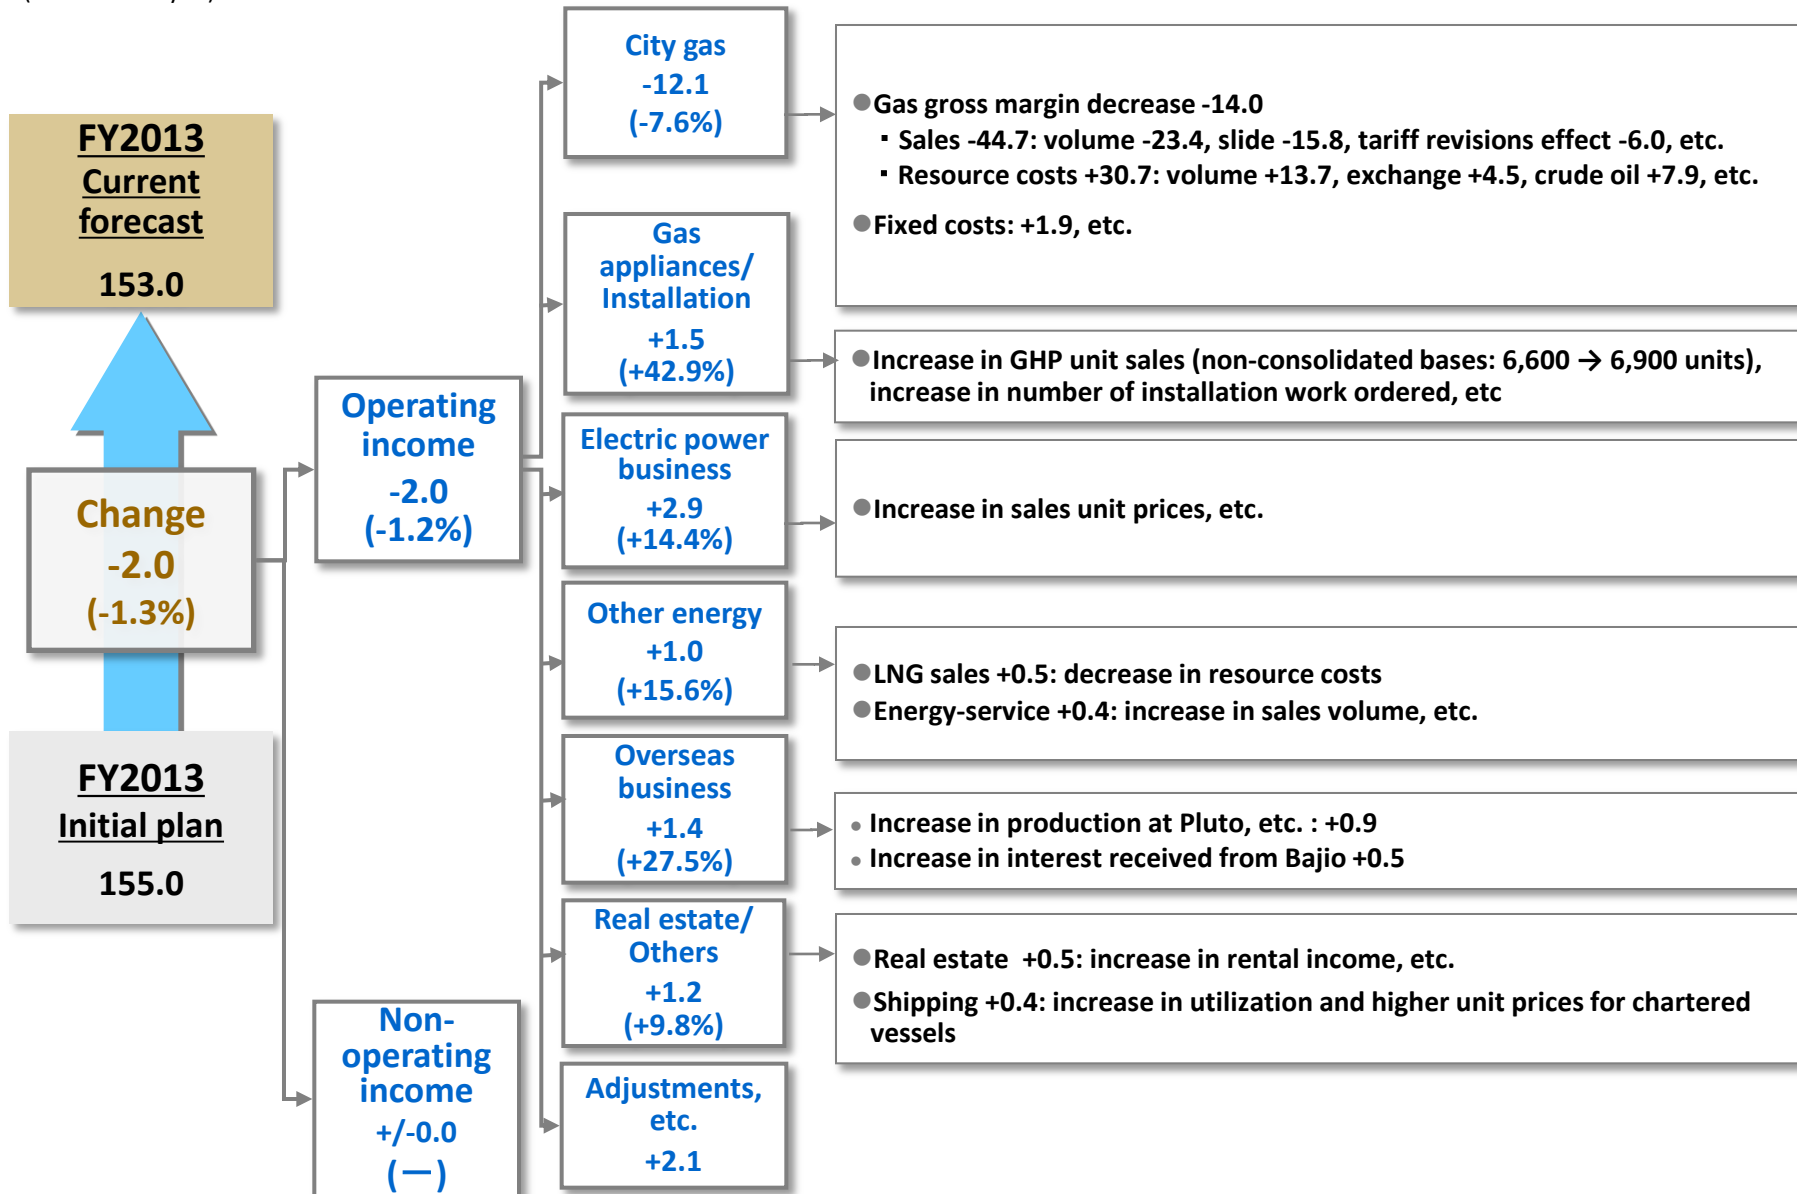 FY2013
Current
forecast
153.0
Change
-2.0
(-1.3%)
FY2013
Initial plan
155.0
Operating
income
-2.0
(-1.2%)
Non-
operating
income
+/-0.0
(—)
City gas
-12.1
(-7.6%)
Gas
appliances/
Installation
+1.5
(+42.9%)
Electric power
business
+2.9
(+14.4%)
Other energy
+1.0
(+15.6%)
Overseas
business
+1.4
(+27.5%)
Real estate/
Others
+1.2
(+9.8%)
Adjustments,
etc.
+2.1
●Gas gross margin decrease -14.0
・Sales -44.7: volume -23.4, slide -15.8, tariff revisions effect -6.0, etc.
・Resource costs +30.7: volume +13.7, exchange +4.5, crude oil +7.9, etc.
●Fixed costs: +1.9, etc.
●Increase in GHP unit sales (non-consolidated bases: 6,600 → 6,900 units),
increase in number of installation work ordered, etc
●Increase in sales unit prices, etc.
●LNG sales +0.5: decrease in resource costs
●Energy-service +0.4: increase in sales volume, etc.
• Increase in production at Pluto, etc. : +0.9
• Increase in interest received from Bajio +0.5
●Real estate +0.5: increase in rental income, etc.
●Shipping +0.4: increase in utilization and higher unit prices for chartered
vessels